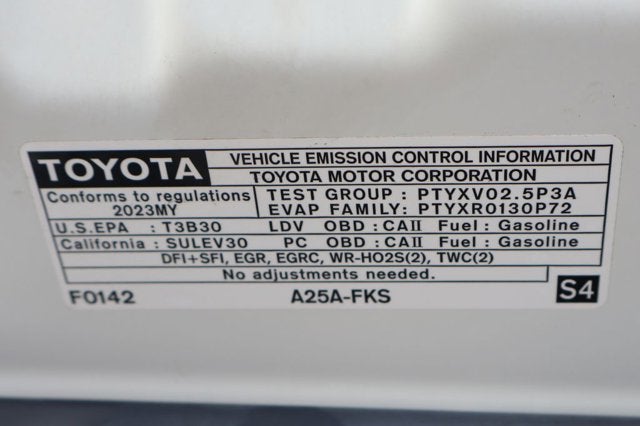 TOYOTA
VEHICLE EMISSION CONTROL INFORMATION
TOYOTA MOTOR CORPORATION
Conforms to regulations
2023MY
TEST GROUP : PTYXV02.5P3A
EVAP FAMILY: PTYXR0130P72
U.S.EPA : T3B30 LDV OBD : CAII Fuel : Gasoline
California : SULEV30 PC OBD : CAII Fuel : Gasoline
DFI+SFI, EGR, EGRC, WR-HO2S(2), TWC(2)
No adjustments needed.
F0142 A25A-FKS S4